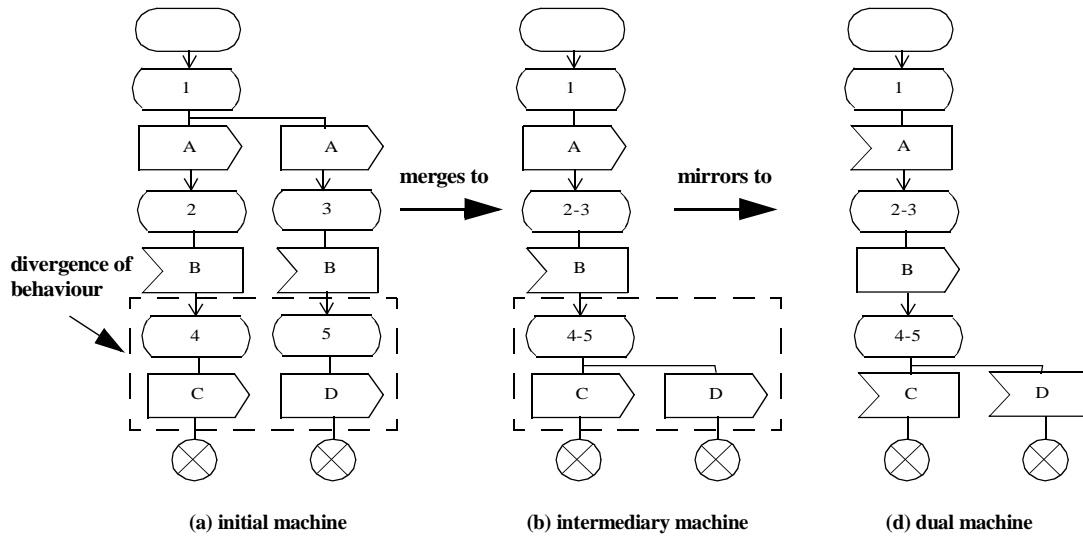 1
1
1
A
A
A
A
merges to
mirrors to
2
3
2-3
2-3
divergence of
behaviour
B
B
B
B
4
5
4-5
4-5
C
D
C
D
C
D
(a) initial machine
(b) intermediary machine
(d) dual machine